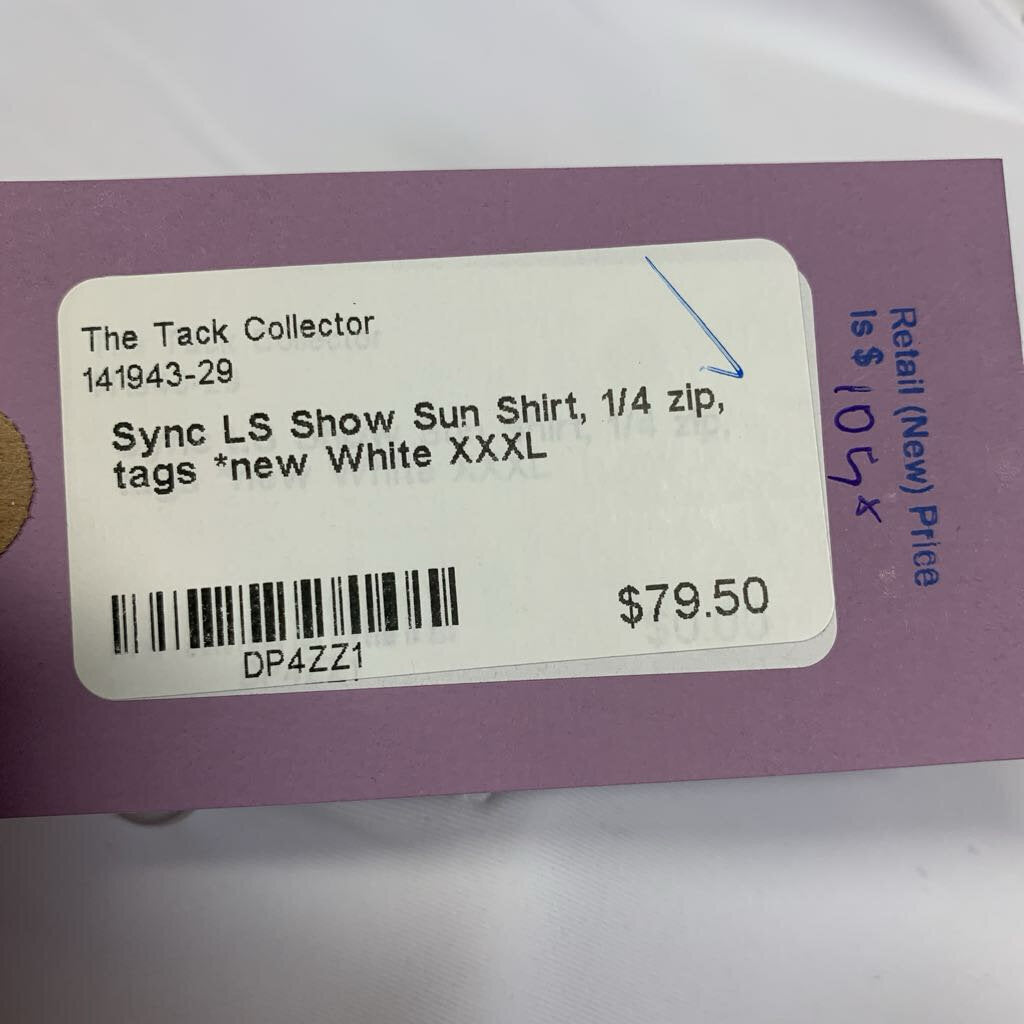 The Tack Collector
141943-29
Sync LS Show Sun Shirt, 1/4 zip,
tags *new White XXXL
DP4ZZ1
$79.50
Retail (New) Price
Is $ 105